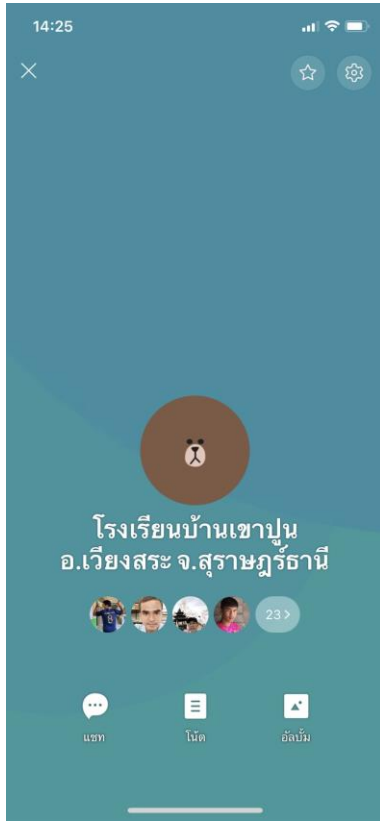 14:25
โรงเรียนบ้านเขาปูน
อ.เวียงสระ จ.สุราษฎร์ธานี
8
23 >
แชท
โน้ต
อัลบั้ม